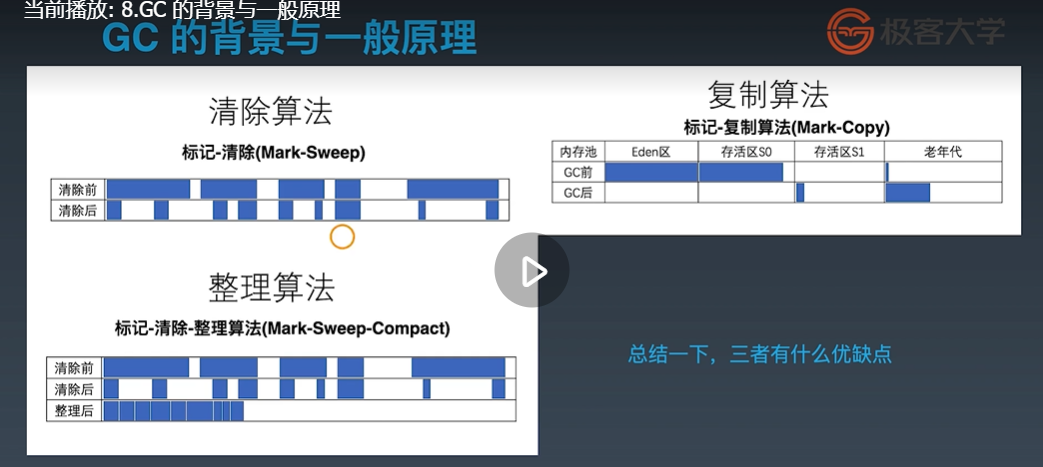 当前播放: 8.GC 的背景与一般原理
GC 的背景与一般原理
极客大学
清除算法
标记-清除(Mark-Sweep)
清除前
清除后
整理算法
标记-清除-整理算法(Mark-Sweep-Compact)
清除前
清除后
整理后
复制算法
标记-复制算法(Mark-Copy)
内存池 Eden区 存活区S0 存活区S1 老年代
GC前
GC后
总结一下，三者有什么优缺点